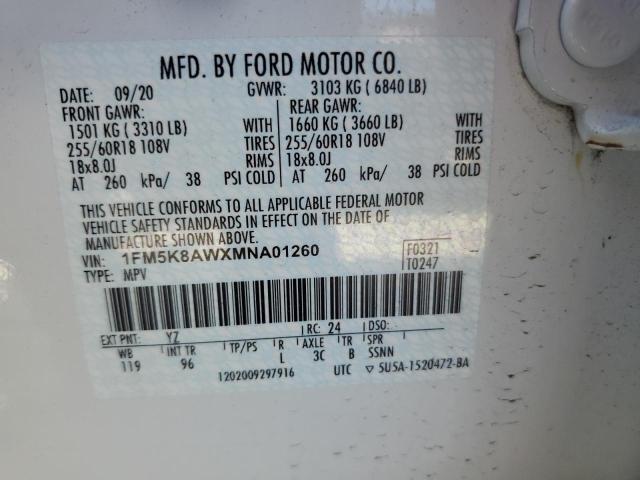 MFD. BY FORD MOTOR CO.
DATE: 09/20 GVWR: 3103 KG ( 6840 LB)
FRONT GAWR: REAR GAWR:
1501 KG ( 3310 LB) WITH 1660 KG ( 3660 LB) WITH
255/60R18 108V TIRES 255/60R18 108V TIRES
18x8.0J RIMS 18x8.0J RIMS
AT 260 kPa/ 38 PSI COLD AT 260 kPa/ 38 PSI COLD
THIS VEHICLE CONFORMS TO ALL APPLICABLE FEDERAL MOTOR
VEHICLE SAFETY STANDARDS IN EFFECT ON THE DATE OF
MANUFACTURE SHOWN ABOVE.
VIN: 1FM5K8AWXMNA01260 F0321
TYPE: MPV T0247
EXT PNT: YZ RC: 24 DSO:
WB INT TR TP/PS R AXLE TR SPR
119 96 L 3C B SSNN
1202009297916 UTC ▽ 5U5A-1520472-BA